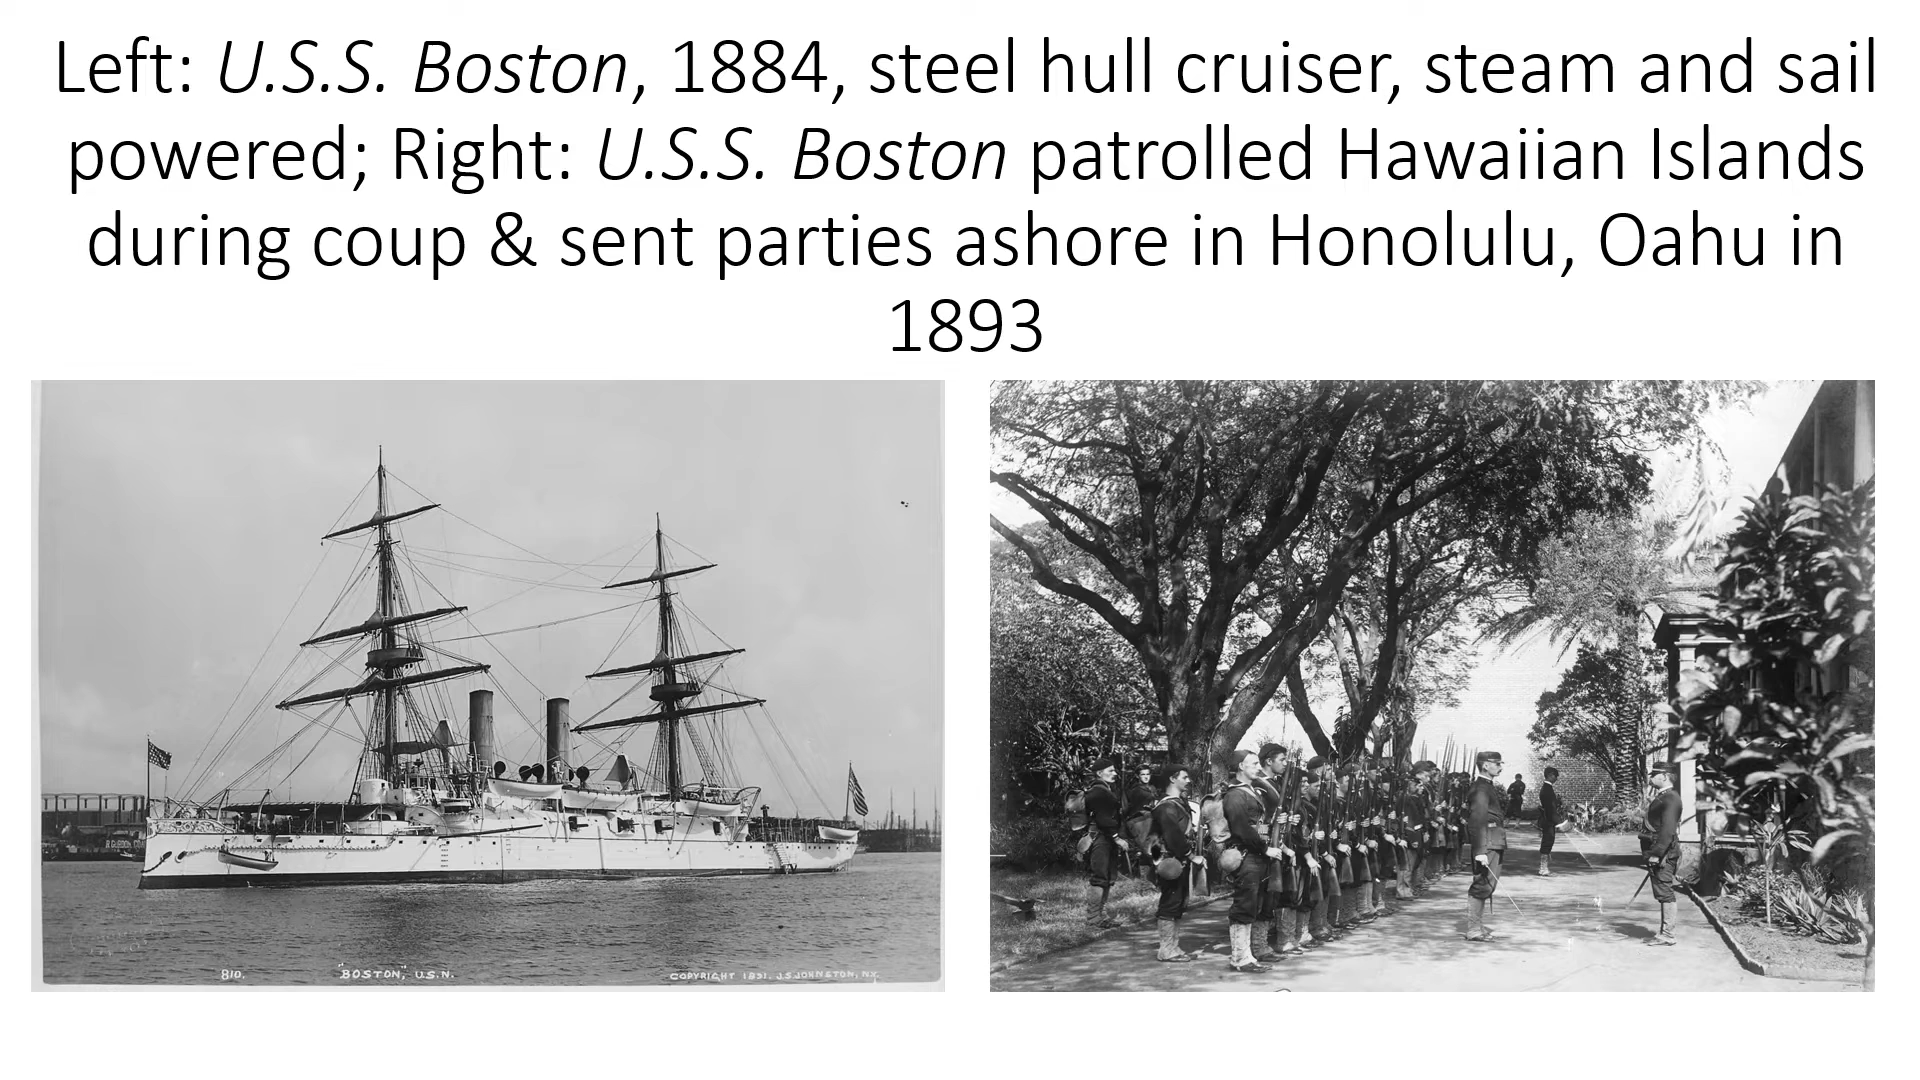 Left: U.S.S. Boston, 1884, steel hull cruiser, steam and sail
powered; Right: U.S.S. Boston patrolled Hawaiian Islands
during coup & sent parties ashore in Honolulu, Oahu in
1893
810.
"BOSTON," U.S.N.
COPYRIGHT 1891. J.S. JOHNSTON, N.Y.